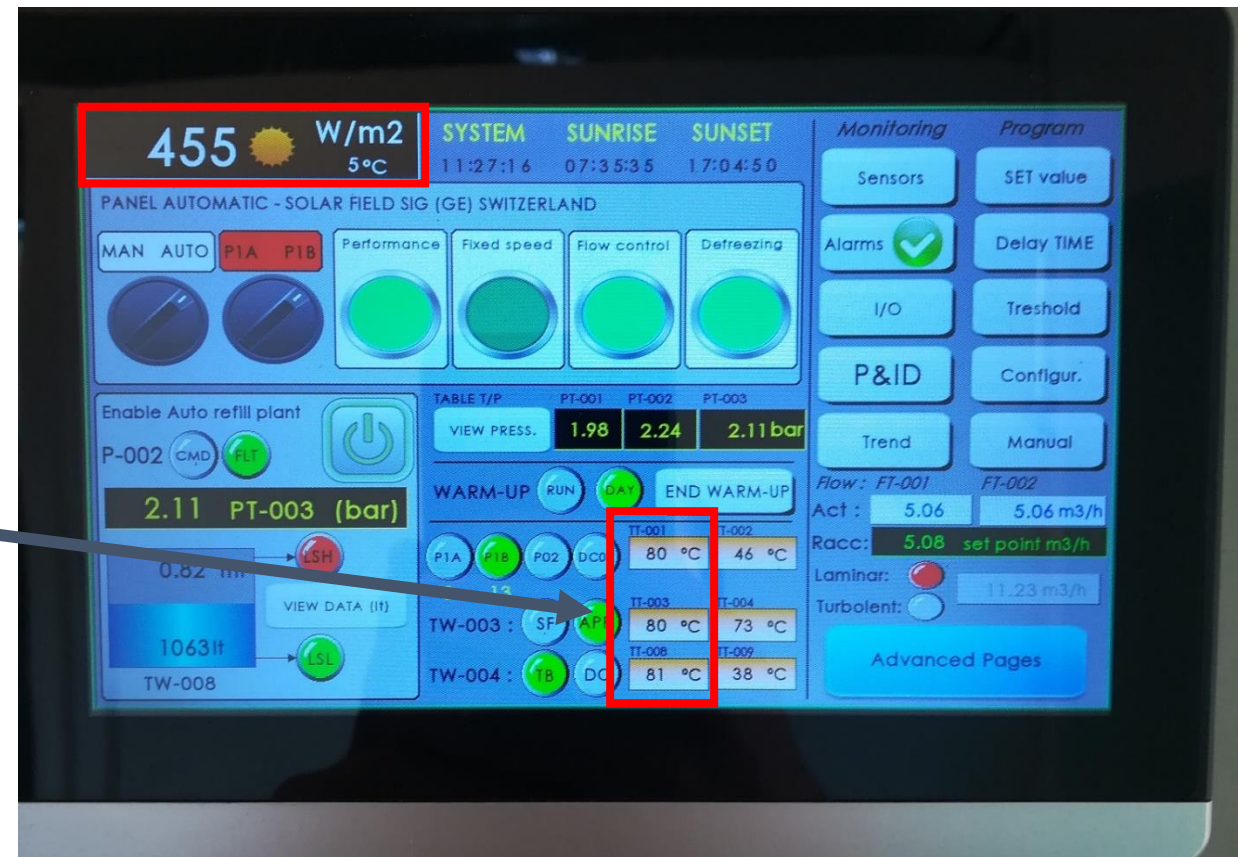 455 W/m2
5°C
SYSTEM SUNRISE SUNSET
11:27:16 07:35:35 17:04:50
Monitoring Program
Sensors SET value
PANEL AUTOMATIC - SOLAR FIELD SIG (GE) SWITZERLAND
MAN AUTO P1A P1B Performance Fixed speed Flow control Defreezing
Alarms Delay TIME
I/O Treshold
P&ID Configur.
Enable Auto refill plant
TABLE T/P PT-001 PT-002 PT-003
VIEW PRESS. 1.98 2.24 2.11 bar
Trend Manual
P-002 CMD FLT
WARM-UP RUN DAY END WARM-UP
Flow: FT-001 FT-002
2.11 PT-003 (bar)
Act : 5.06 5.06 m3/h
TT-001 TT-002
P1A P1B P02 80 °C 46 °C
Racc: 5.08 set point m3/h
LSH
0.82
13
Laminar: 11.23 m3/h
Turbolent:
VIEW DATA (lt)
TT-003 TT-004
TW-003 : SF 80 °C 73 °C
1063lt
LSL
TT-008 TT-009
TW-004 : TB DC 81 °C 38 °C
Advanced Pages
TW-008